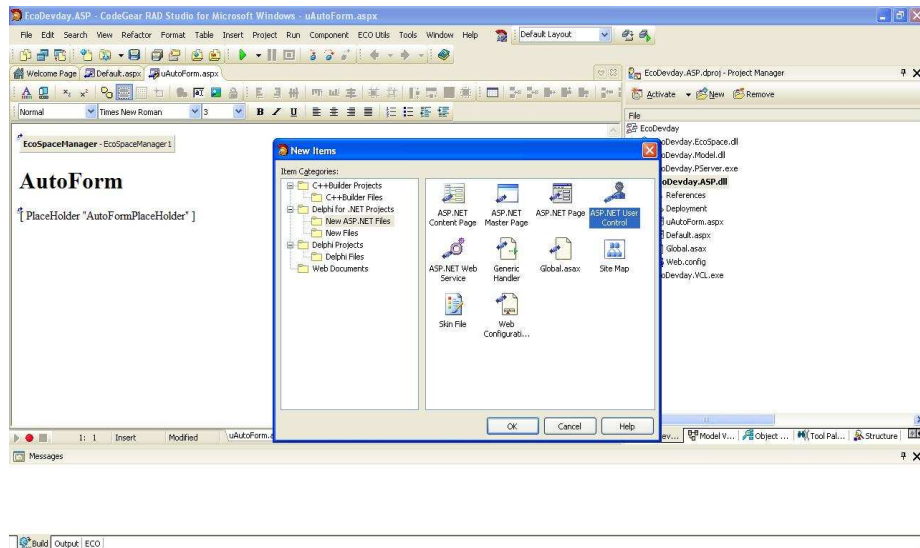 EcoDevday.ASP - CodeGear RAD Studio for Microsoft Windows - uAutoForm.aspx
File Edit Search View Refactor Format Table Insert Project Run Component ECO Utils Tools Window Help Default Layout
Welcome Page Default.aspx uAutoForm.aspx
Normal Times New Roman 3 B I U
EcoSpaceManager - EcoSpaceManager1
AutoForm
[ PlaceHolder "AutoFormPlaceHolder" ]
New Items
Item Categories:
C++Builder Projects
C++Builder Files
Delphi for .NET Projects
New ASP.NET Files
New Files
Delphi Projects
Delphi Files
Web Documents
ASP.NET Content Page
ASP.NET Master Page
ASP.NET Page
ASP.NET User Control
ASP.NET Web Service
Generic Handler
Global.asax
Site Map
Skin File
Web Configurati...
OK Cancel Help
EcoDevday.ASP.dproj - Project Manager
Activate New Remove
File
EcoDevday
oDevday.EcoSpace.dll
oDevday.Model.dll
oDevday.PServer.exe
oDevday.ASP.dll
References
Deployment
uAutoForm.aspx
Default.aspx
Global.asax
Web.config
oDevday.VCL.exe
ev... Model V... Object ... Tool Pal... Structure
1: 1 Insert Modified uAutoForm.a
Messages
Build Output ECO